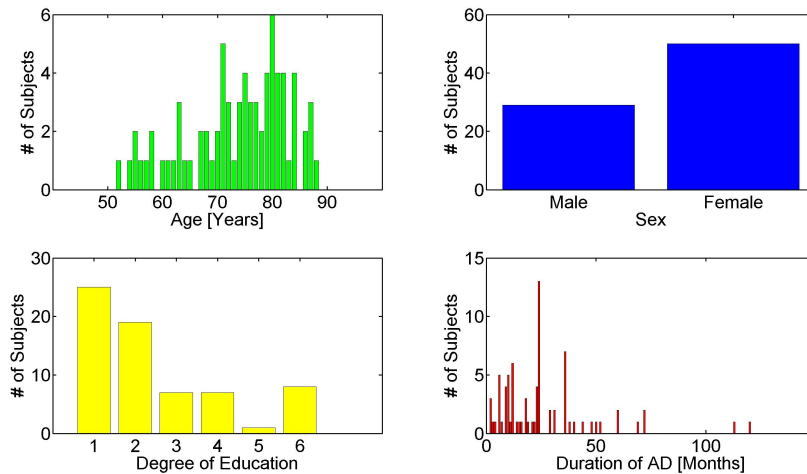 # of Subjects
6
4
2
0
50 60 70 80 90
Age [Years]
# of Subjects
60
40
20
0
Male Female
Sex
# of Subjects
30
20
10
0
1 2 3 4 5 6
Degree of Education
# of Subjects
15
10
5
0
0 50 100
Duration of AD [Months]